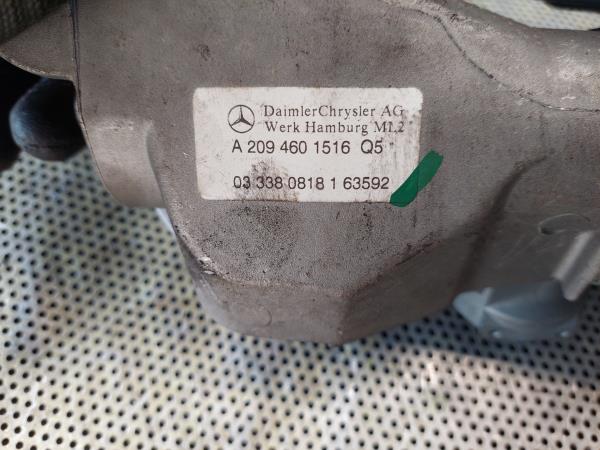 DaimlerChrysler AG
Werk Hamburg ML2
A 209 460 1516 Q5
03 338 0818 1 63592